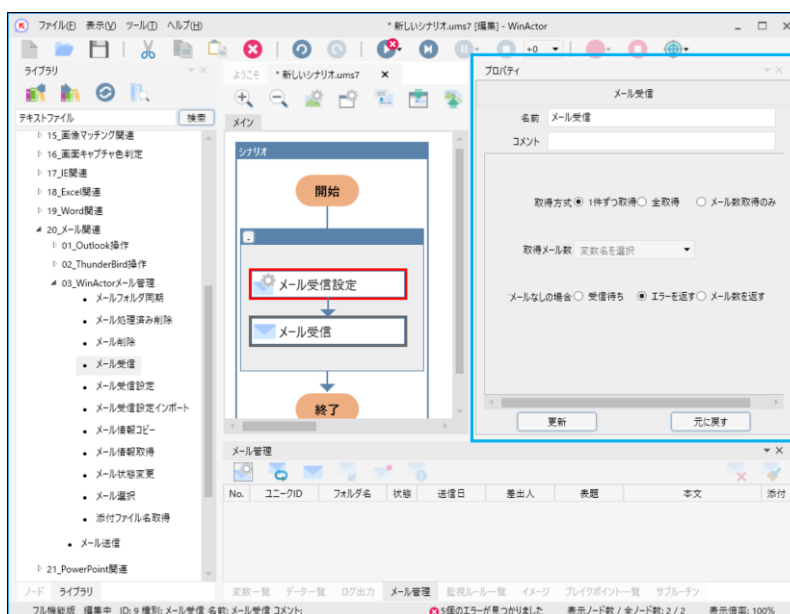 ファイル(F) 表示(V) ツール(T) ヘルプ(H)
* 新しいシナリオ.ums7 [編集] - WinActor
+0
ライブラリ
テキストファイル
検索
15_画像マッチング関連
16_画面キャプチャ色判定
17_IE関連
18_Excel関連
19_Word関連
20_メール関連
01_Outlook操作
02_ThunderBird操作
03_WinActorメール管理
メールフォルダ同期
メール処理済み削除
メール削除
メール受信
メール受信設定
メール受信設定インポート
メール情報コピー
メール情報取得
メール状態変更
メール選択
添付ファイル名取得
メール送信
21_PowerPoint関連
ノード ライブラリ
ようこそ * 新しいシナリオ.ums7
メイン
シナリオ
開始
メール受信設定
メール受信
終了
プロパティ
メール受信
名前 メール受信
コメント
取得方式 1件ずつ取得 全取得 メール数取得のみ
取得メール数 変数名を選択
メールなしの場合 受信待ち エラーを返す メール数を返す
更新 元に戻す
メール管理
No. ユニークID フォルダ名 状態 送信日 差出人 表題 本文 添付
変数一覧 データ一覧 ログ出力 メール管理 監視ルール一覧 イメージ ブレイクポイント一覧 サブルーチン
フル機能版 編集中 ID: 9 種別: メール受信 名前: メール受信 コメント:
5個のエラーが見つかりました 表示ノード数 / 全ノード数: 2 / 2 表示倍率: 100%